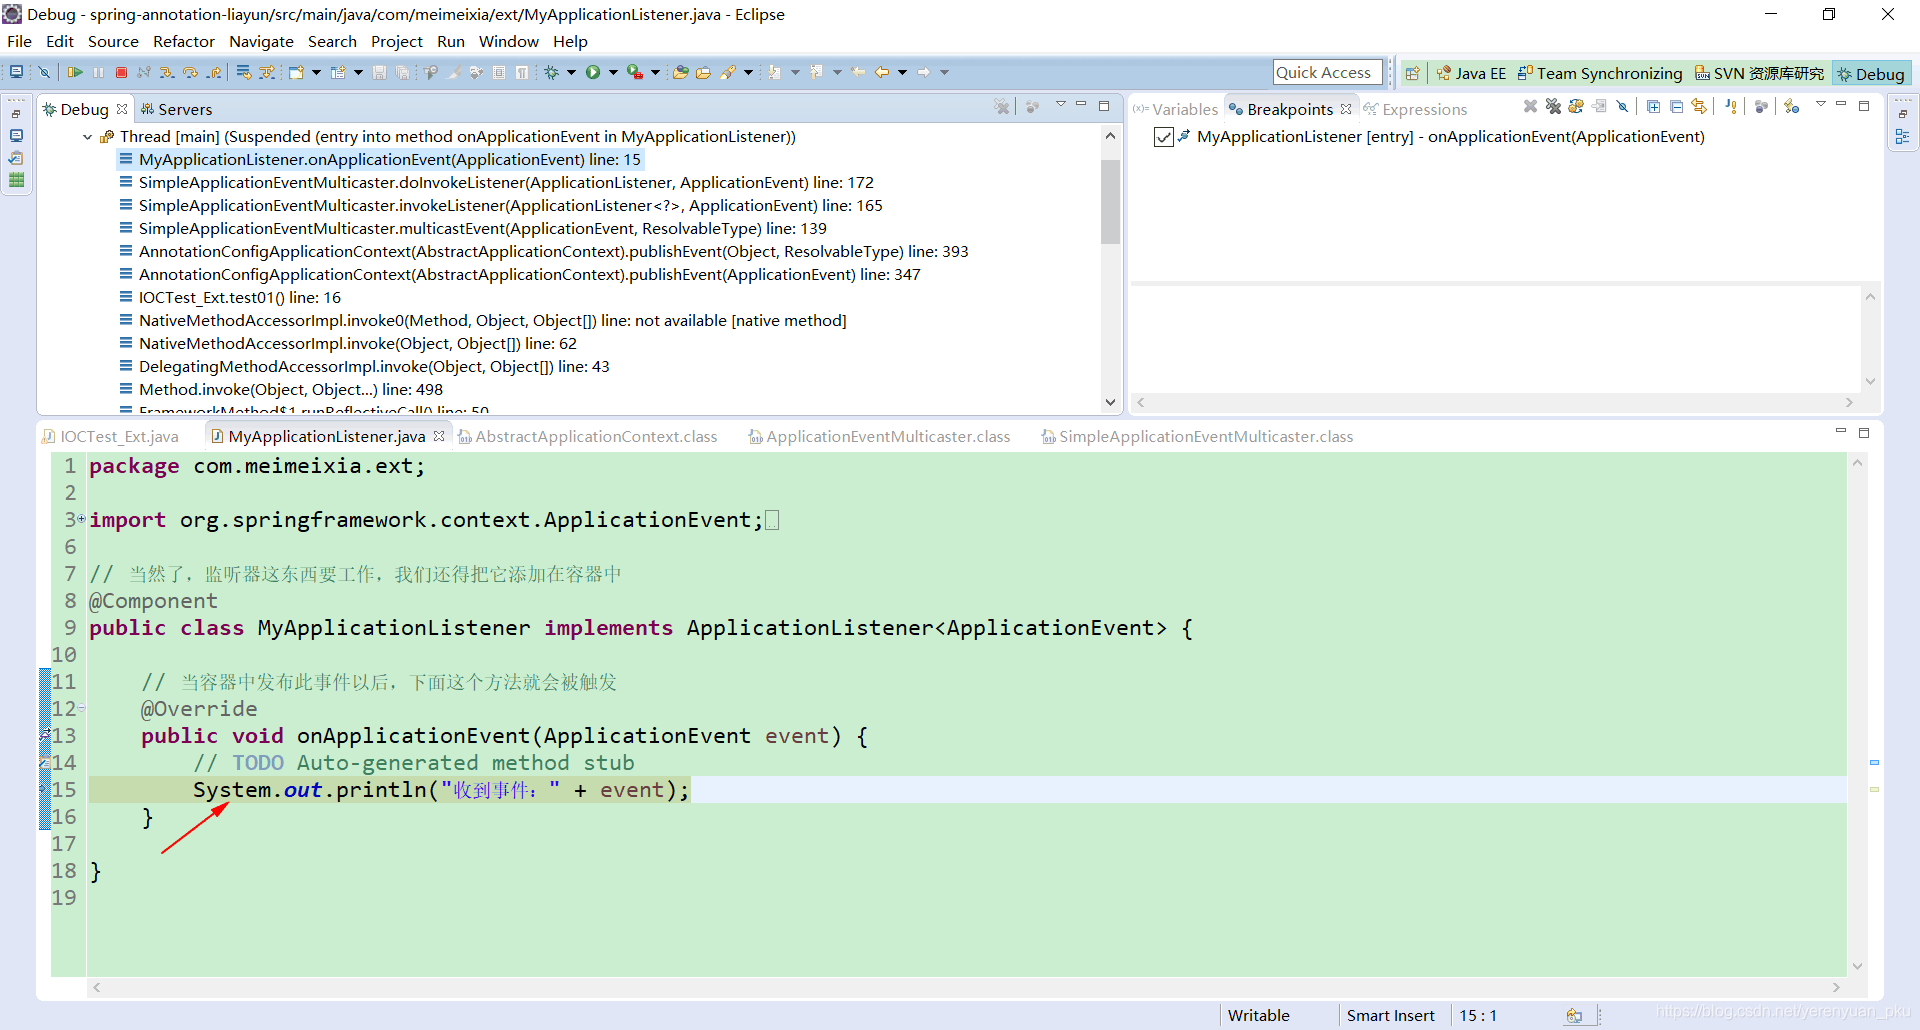 Debug - spring-annotation-liayun/src/main/java/com/meimeixia/ext/MyApplicationListener.java - Eclipse
File Edit Source Refactor Navigate Search Project Run Window Help
Quick Access
Java EE
Team Synchronizing
SVN 资源库研究
Debug
Debug
Servers
Thread [main] (Suspended (entry into method onApplicationEvent in MyApplicationListener))
MyApplicationListener.onApplicationEvent(ApplicationEvent) line: 15
SimpleApplicationEventMulticaster.doInvokeListener(ApplicationListener, ApplicationEvent) line: 172
SimpleApplicationEventMulticaster.invokeListener(ApplicationListener<?>, ApplicationEvent) line: 165
SimpleApplicationEventMulticaster.multicastEvent(ApplicationEvent, ResolvableType) line: 139
AnnotationConfigApplicationContext(AbstractApplicationContext).publishEvent(Object, ResolvableType) line: 393
AnnotationConfigApplicationContext(AbstractApplicationContext).publishEvent(ApplicationEvent) line: 347
IOCTest_Ext.test01() line: 16
NativeMethodAccessorImpl.invoke0(Method, Object, Object[]) line: not available [native method]
NativeMethodAccessorImpl.invoke(Object, Object[]) line: 62
DelegatingMethodAccessorImpl.invoke(Object, Object[]) line: 43
Method.invoke(Object, Object...) line: 498
FrameworkMethod$1.runReflectiveCall() line: 50
(x)= Variables
Breakpoints
Expressions
MyApplicationListener [entry] - onApplicationEvent(ApplicationEvent)
IOCTest_Ext.java
MyApplicationListener.java
AbstractApplicationContext.class
ApplicationEventMulticaster.class
SimpleApplicationEventMulticaster.class
1 package com.meimeixia.ext;
2
3 import org.springframework.context.ApplicationEvent;
6
7 // 当然了，监听器这东西要工作，我们还得把它添加在容器中
8 @Component
9 public class MyApplicationListener implements ApplicationListener<ApplicationEvent> {
10
11 // 当容器中发布此事件以后，下面这个方法就会被触发
12 @Override
13 public void onApplicationEvent(ApplicationEvent event) {
14 // TODO Auto-generated method stub
15 System.out.println("收到事件：" + event);
16 }
17
18 }
19
Writable
Smart Insert
15 : 1
https://blog.csdn.net/yerenyuan_pku